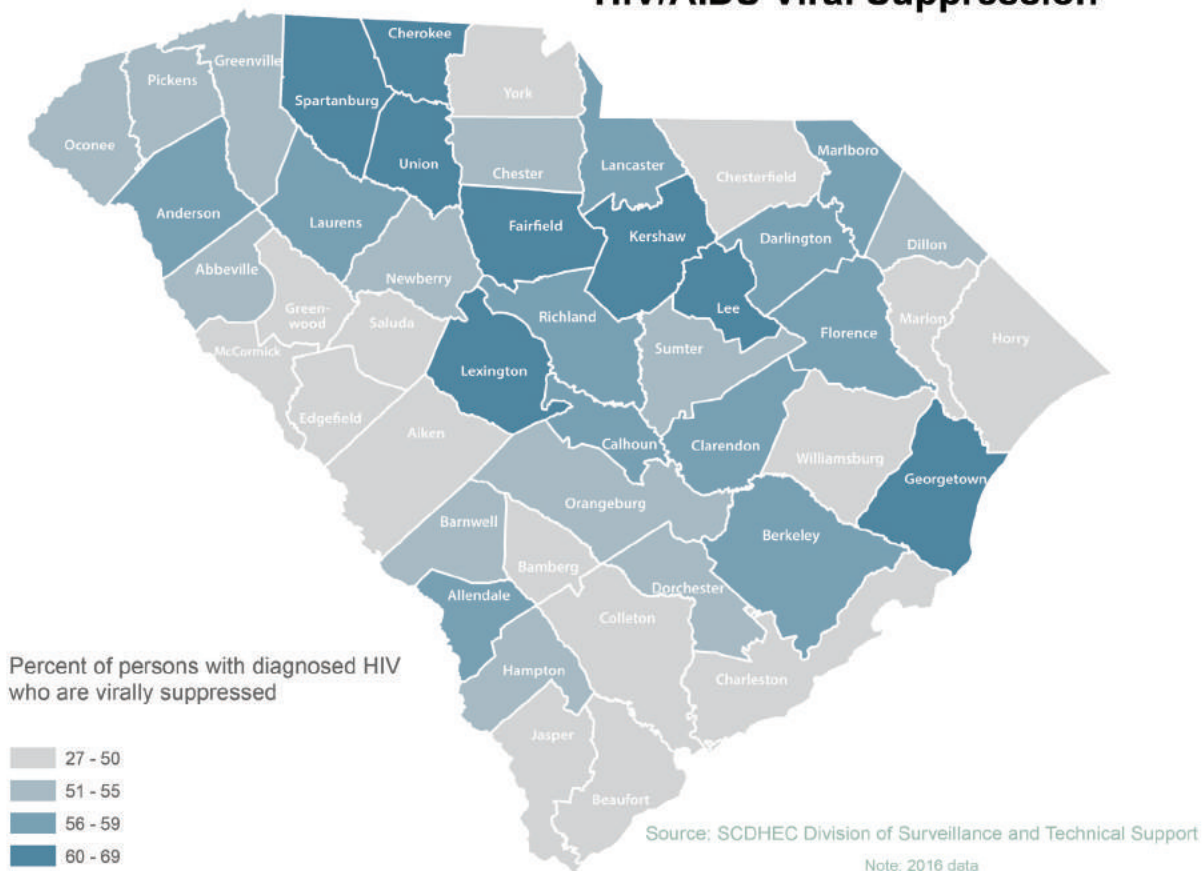 HIV/AIDS Viral Suppression
Cherokee
Greenville
Pickens
York
Spartanburg
Oconee
Union
Chester
Lancaster
Marlboro
Chesterfield
Anderson
Laurens
Fairfield
Kershaw
Darlington
Dillon
Abbeville
Newberry
Green-
wood
Saluda
Richland
Lee
Florence
Marion
Horry
McCormick
Sumter
Lexington
Edgefield
Aiken
Calhoun
Clarendon
Williamsburg
Georgetown
Orangeburg
Barnwell
Berkeley
Bamberg
Dorchester
Allendale
Colleton
Hampton
Charleston
Jasper
Beaufort
Percent of persons with diagnosed HIV
who are virally suppressed
27 - 50
51 - 55
56 - 59
60 - 69
Source: SCDHEC Division of Surveillance and Technical Support
Note: 2016 data